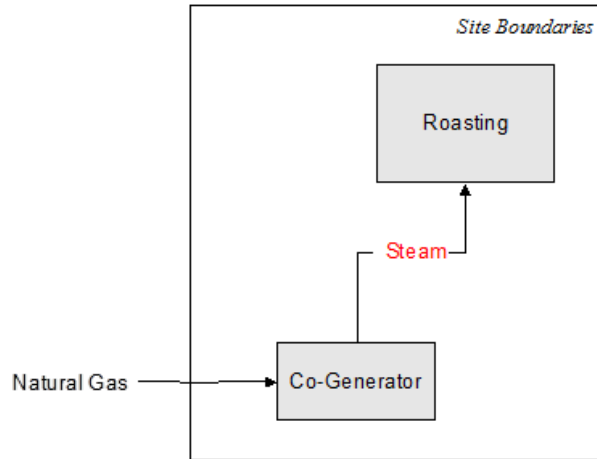 Site Boundaries
Roasting
Steam
Natural Gas
Co-Generator